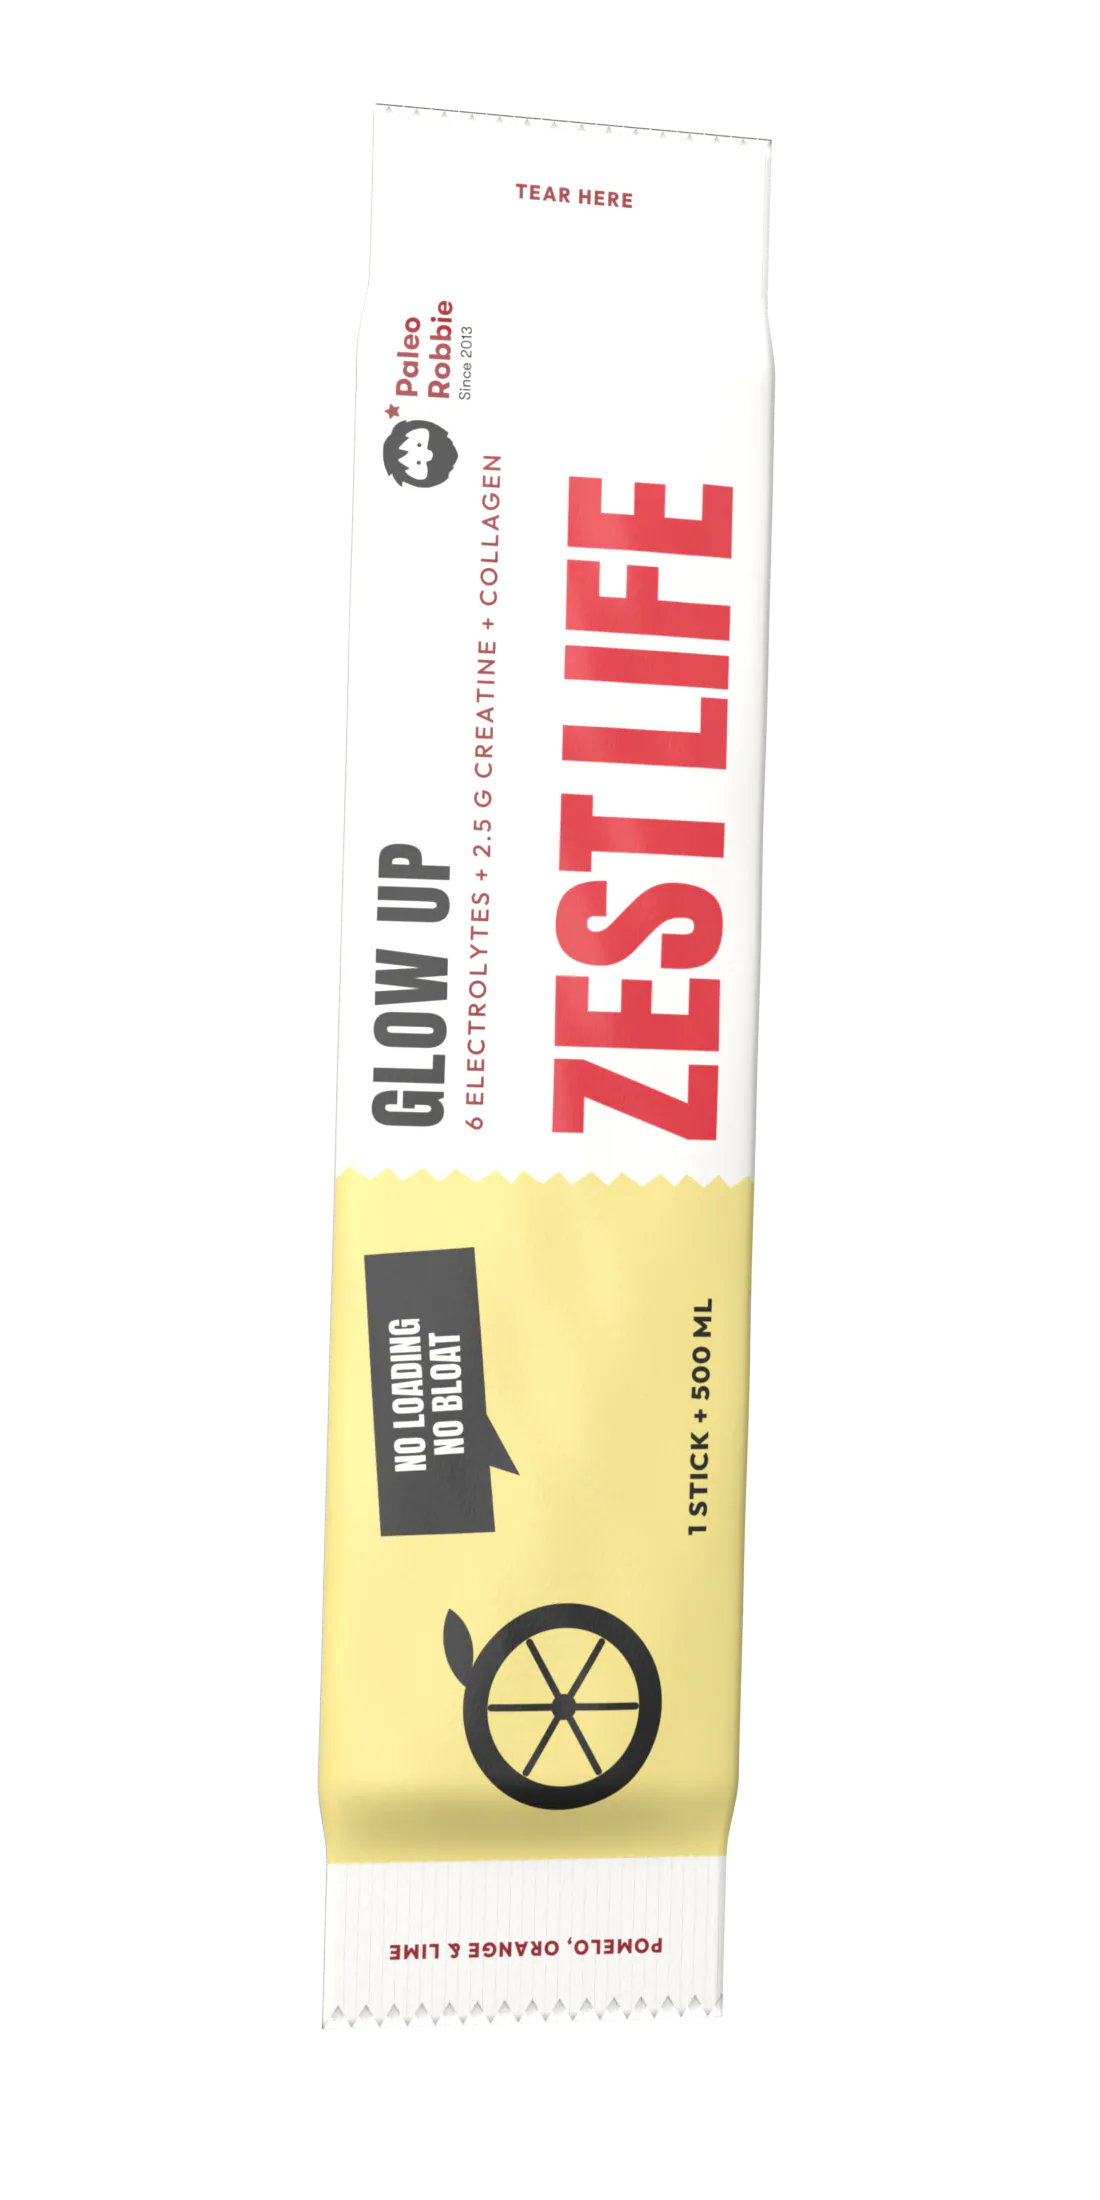 TEAR HERE
Paleo
Robbie
Since 2013
GLOW UP
6 ELECTROLYTES + 2.5 G CREATINE + COLLAGEN
ZEST LIFE
NO LOADING
NO BLOAT
1 STICK + 500 ML
POMELO, ORANGE & LIME